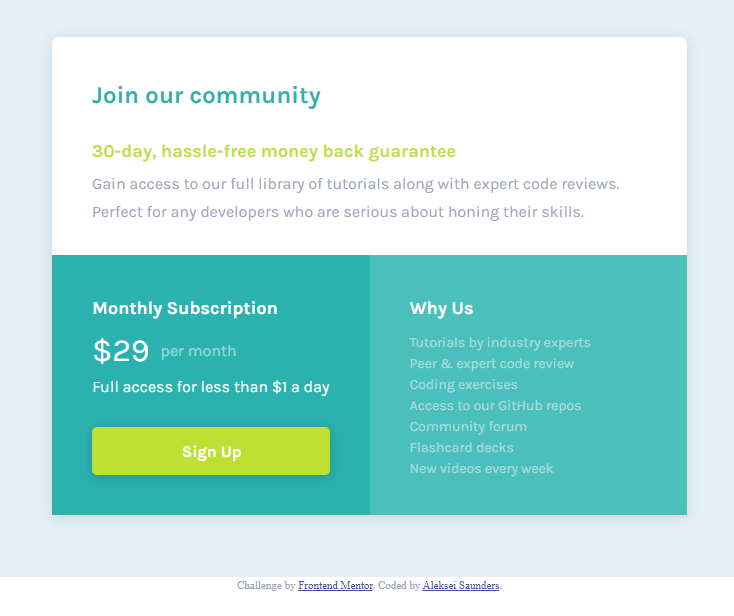 Join our community
30-day, hassle-free money back guarantee
Gain access to our full library of tutorials along with expert code reviews.
Perfect for any developers who are serious about honing their skills.
Monthly Subscription
$29 per month
Full access for less than $1 a day
Sign Up
Why Us
Tutorials by industry experts
Peer & expert code review
Coding exercises
Access to our GitHub repos
Community forum
Flashcard decks
New videos every week
Challenge by Frontend Mentor. Coded by Aleksei Saunders.